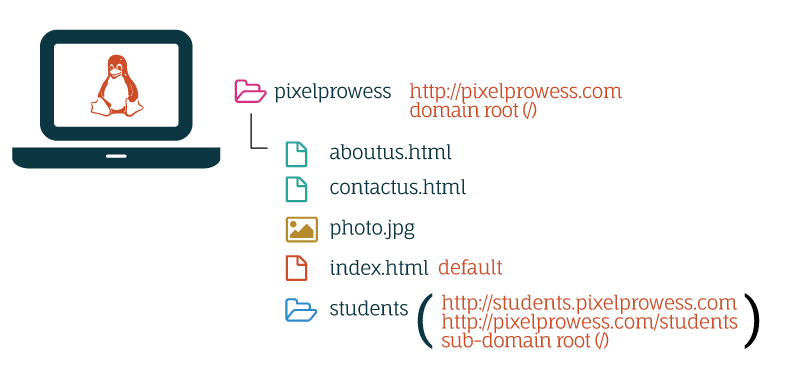 pixelprowess http://pixelprowess.com
domain root (/)
aboutus.html
contactus.html
photo.jpg
index.html default
students ( http://students.pixelprowess.com
http://pixelprowess.com/students
sub-domain root (/) )